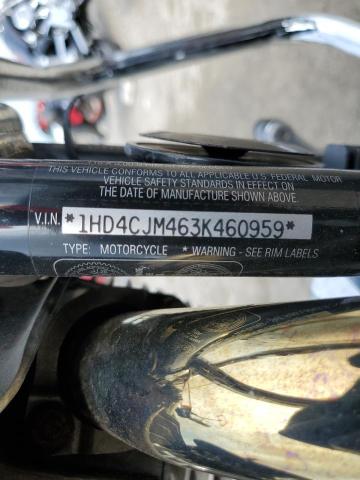 THIS VEHICLE CONFORMS TO ALL APPLICABLE U.S. FEDERAL MOTOR
VEHICLE SAFETY STANDARDS IN EFFECT ON
THE DATE OF MANUFACTURE SHOWN ABOVE.
V.I.N. *1HD4CJM463K460959*
TYPE: MOTORCYCLE * WARNING - SEE RIM LABELS